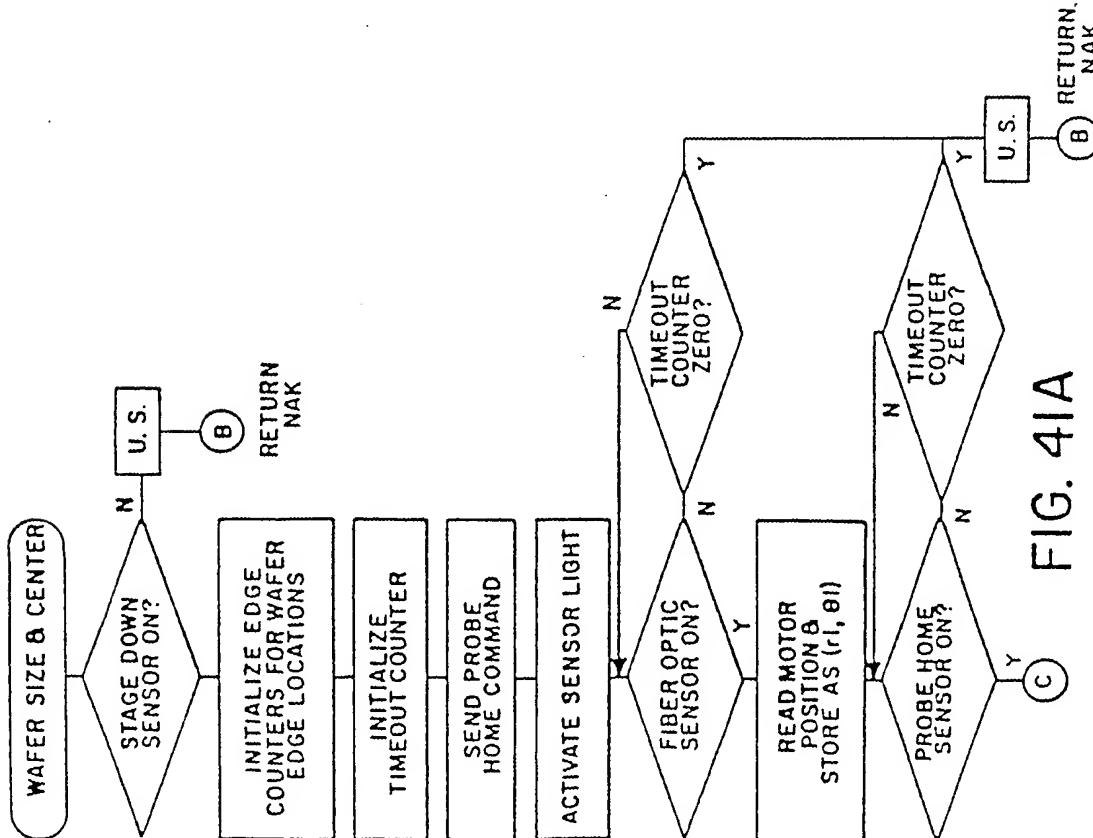 WAFER SIZE & CENTER
STAGE DOWN
SENSOR ON?
N
U.S.
B
RETURN
NAK
INITIALIZE EDGE
COUNTERS FOR WAFER
EDGE LOCATIONS
INITIALIZE
TIMEOUT COUNTER
SEND PROBE
HOME COMMAND
ACTIVATE SENSOR LIGHT
FIBER OPTIC
SENSOR ON?
N
Y
TIMEOUT
COUNTER
ZERO?
N
Y
READ MOTOR
POSITION &
STORE AS (r1, θ1)
PROBE HOME
SENSOR ON?
N
Y
C
TIMEOUT
COUNTER
ZERO?
N
Y
U.S.
B
RETURN.
NAK
FIG. 41A